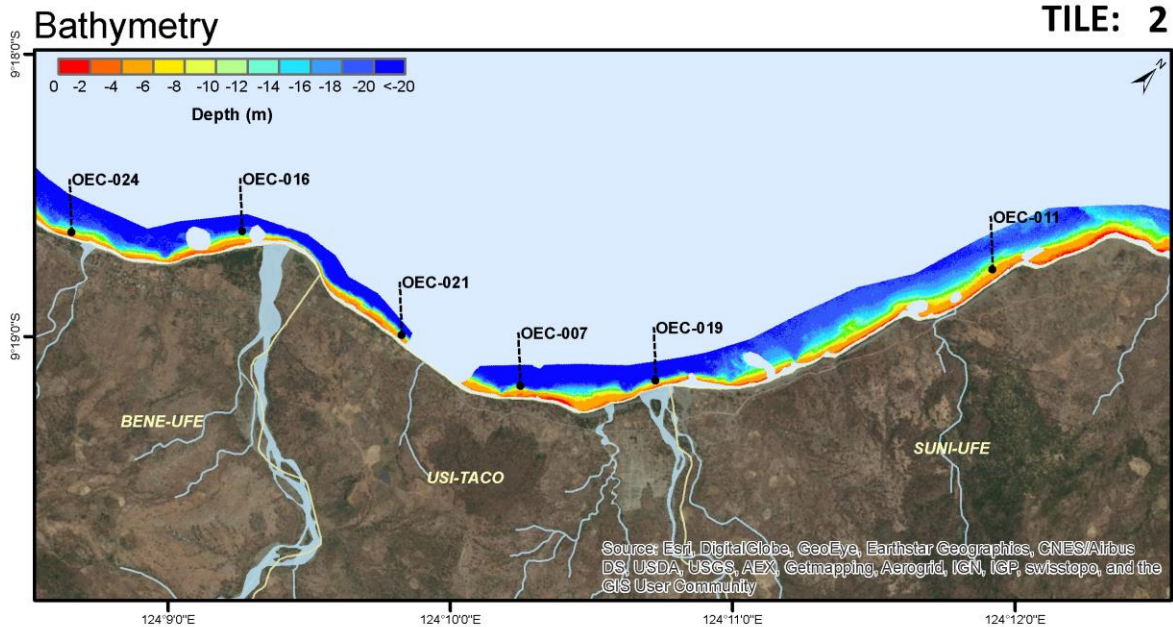 Bathymetry
TILE: 2
9°18'0"S
0 -2 -4 -6 -8 -10 -12 -14 -16 -18 -20 <-20
Depth (m)
N
OEC-024
OEC-016
OEC-011
OEC-021
OEC-007
OEC-019
9°19'0"S
BENE-UFE
USI-TACO
SUNI-UFE
Source: Esri, DigitalGlobe, GeoEye, Earthstar Geographics, CNES/Airbus
DS, USDA, USGS, AEX, Getmapping, Aerogrid, IGN, IGP, swisstopo, and the
GIS User Community
124°9'0"E 124°10'0"E 124°11'0"E 124°12'0"E